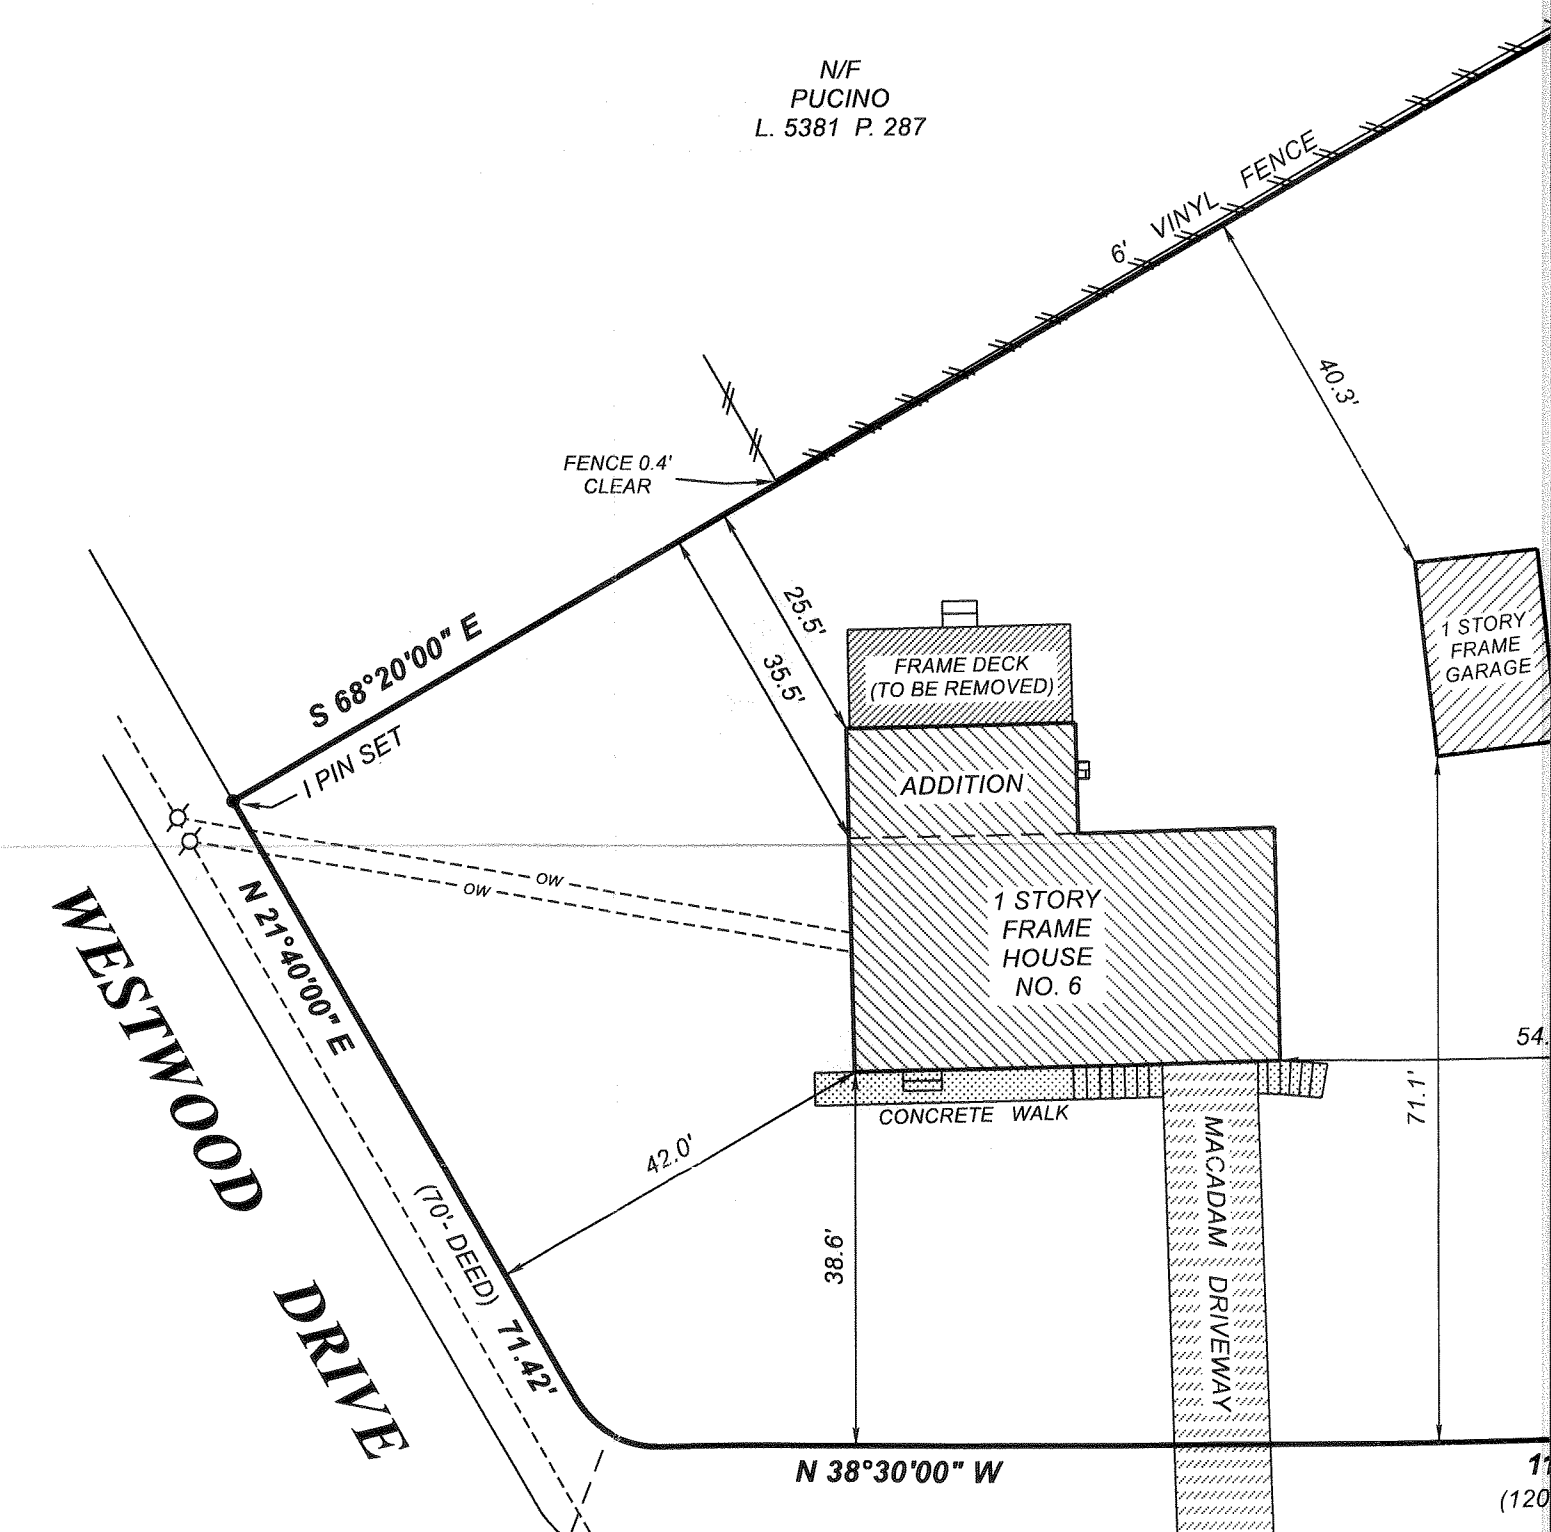 N/F
PUCINO
L. 5381 P. 287
6' VINYL FENCE
40.3'
FENCE 0.4'
CLEAR
25.5'
35.5'
S 68°20'00" E
I PIN SET
FRAME DECK
(TO BE REMOVED)
1 STORY
FRAME
GARAGE
ADDITION
OW
OW
1 STORY
FRAME
HOUSE
NO. 6
N 21°40'00" E
WESTWOOD DRIVE
54.
71.1'
CONCRETE WALK
MACADAM DRIVEWAY
42.0'
38.6'
(70'- DEED) 71.42'
N 38°30'00" W
(120